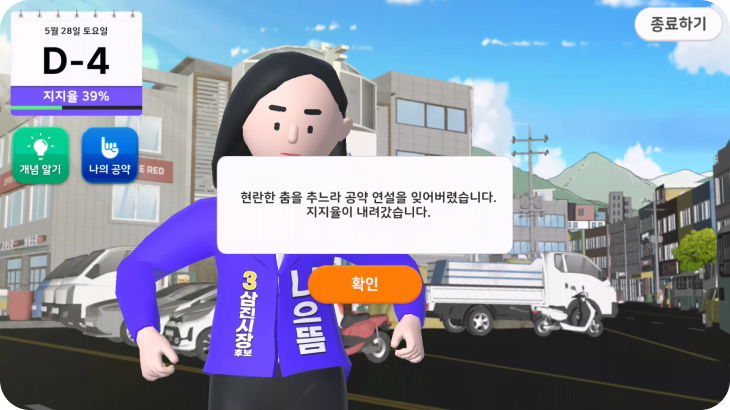 5월 28일 토요일
D-4
지지율 39%
종료하기
개념 알기
나의 공약
E RED
현란한 춤을 추느라 공약 연설을 잊어버렸습니다.
지지율이 내려갔습니다.
확인
3
삼진시장
후보
나으뜸